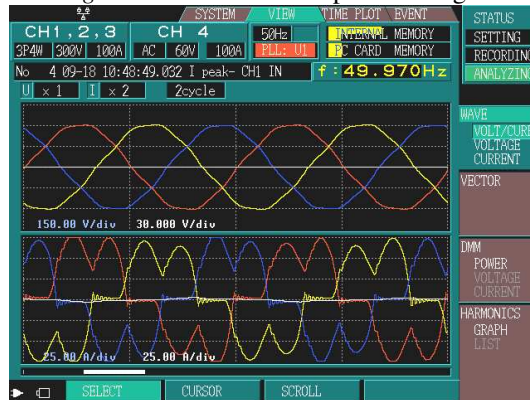 SYSTEM VIEW TIME PLOT EVENT STATUS
CH1,2,3 CH 4 50Hz INTERNAL MEMORY SETTING
3P4W 300V 100A AC 60V 100A PLL: U1 PC CARD MEMORY RECORDING
No 4 09-18 10:48:49.032 I peak- CH1 IN f:49.970Hz ANALYZING
U × 1 I × 2 2cycle
WAVE
VOLT/CURR
VOLTAGE
CURRENT
VECTOR
150.00 V/div 30.000 V/div
DMM
POWER
VOLTAGE
CURRENT
HARMONICS
GRAPH
LIST
25.00 A/div 25.00 A/div
SELECT CURSOR SCROLL